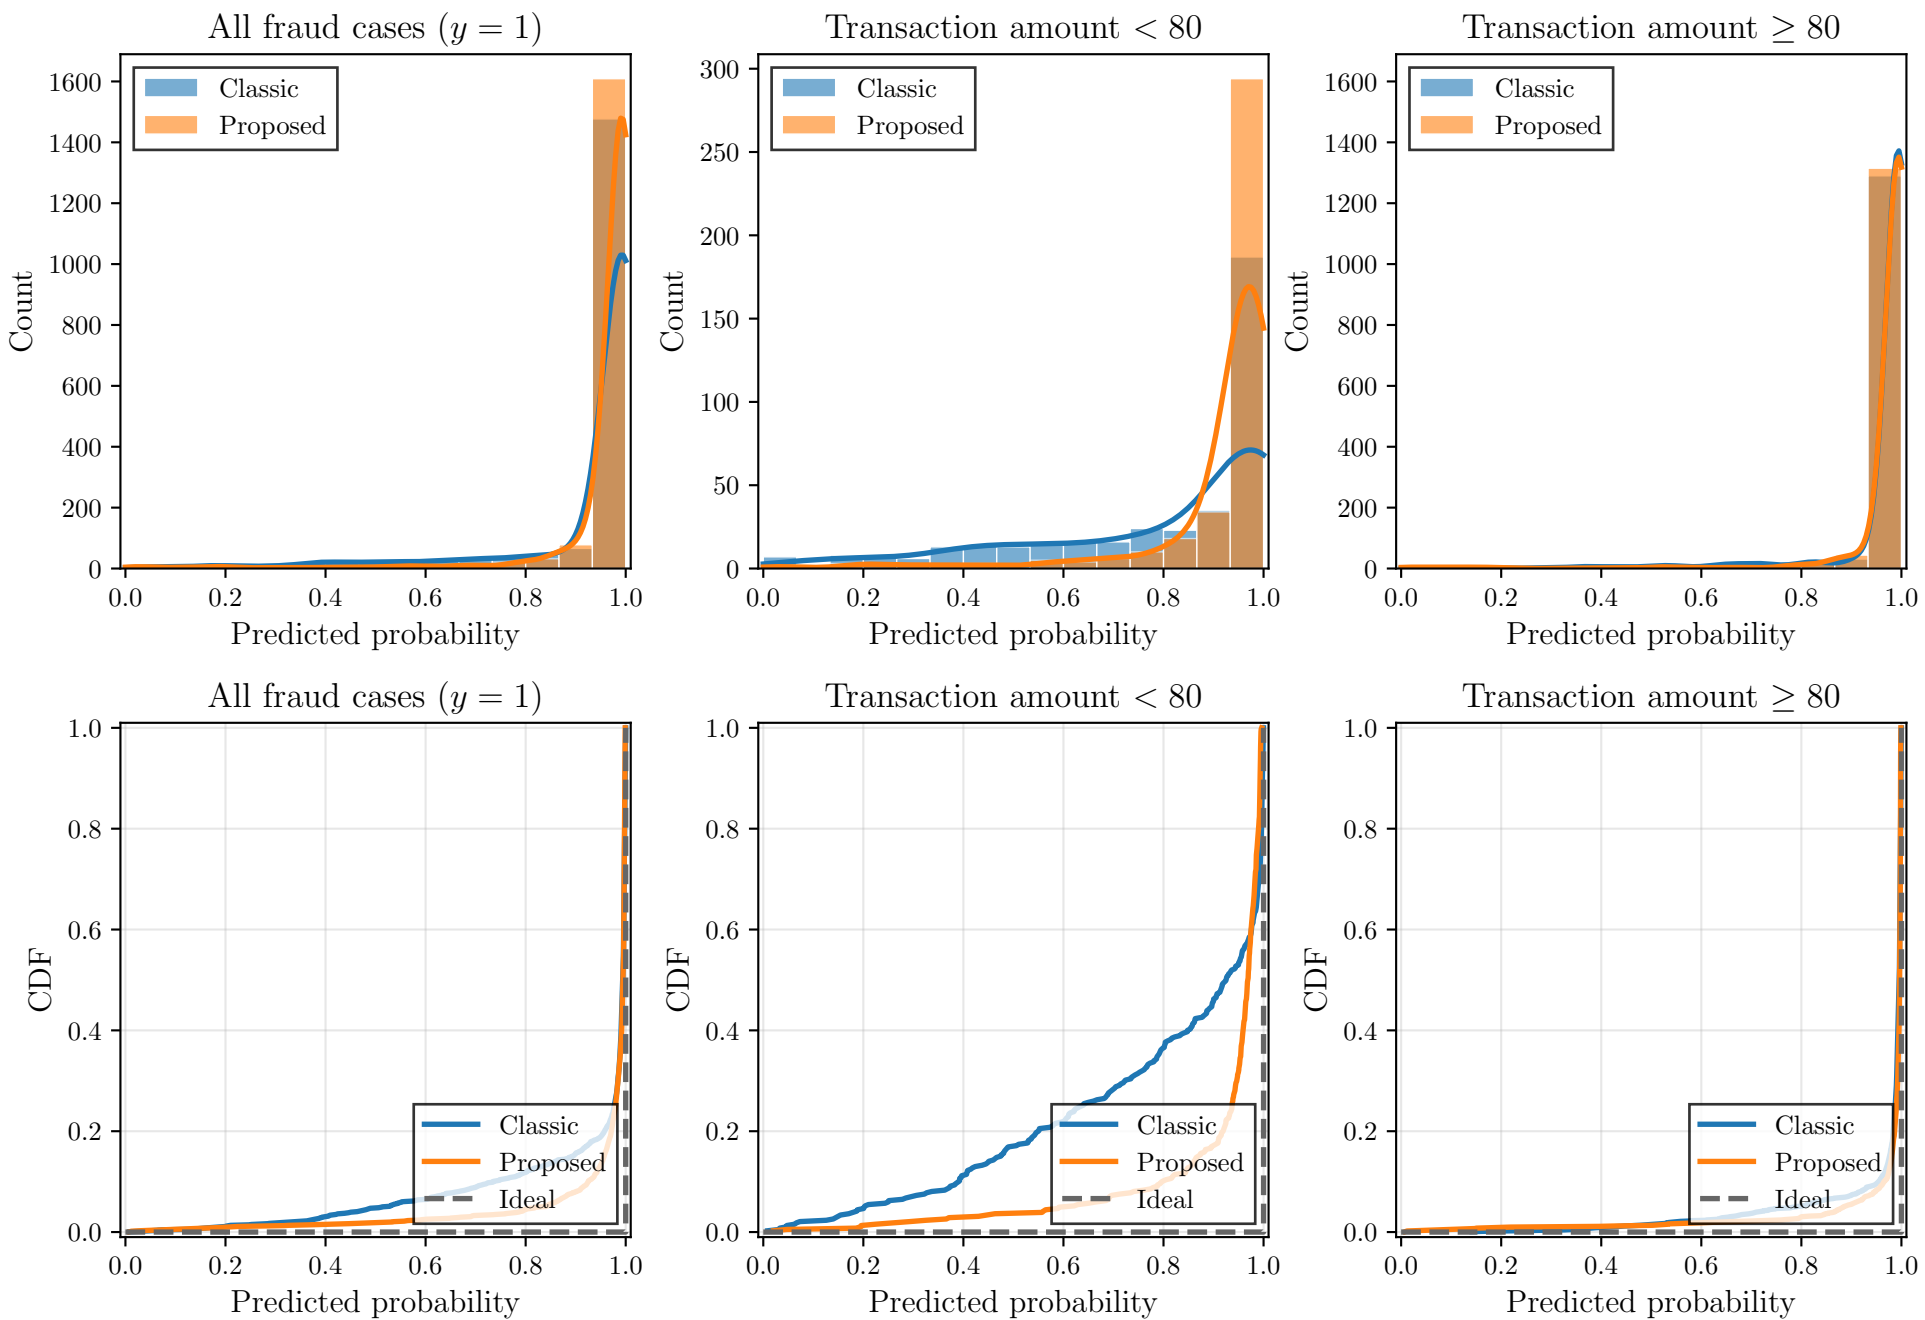 All fraud cases (y = 1)
Classic
Proposed
1600
1400
1200
1000
800
600
400
200
0
Count
0.0 0.2 0.4 0.6 0.8 1.0
Predicted probability
Transaction amount < 80
Classic
Proposed
300
250
200
150
100
50
0
Count
0.0 0.2 0.4 0.6 0.8 1.0
Predicted probability
Transaction amount ≥ 80
Classic
Proposed
1600
1400
1200
1000
800
600
400
200
0
Count
0.0 0.2 0.4 0.6 0.8 1.0
Predicted probability
All fraud cases (y = 1)
1.0
0.8
0.6
0.4
0.2
0.0
CDF
Classic
Proposed
Ideal
0.0 0.2 0.4 0.6 0.8 1.0
Predicted probability
Transaction amount < 80
1.0
0.8
0.6
0.4
0.2
0.0
CDF
Classic
Proposed
Ideal
0.0 0.2 0.4 0.6 0.8 1.0
Predicted probability
Transaction amount ≥ 80
1.0
0.8
0.6
0.4
0.2
0.0
CDF
Classic
Proposed
Ideal
0.0 0.2 0.4 0.6 0.8 1.0
Predicted probability